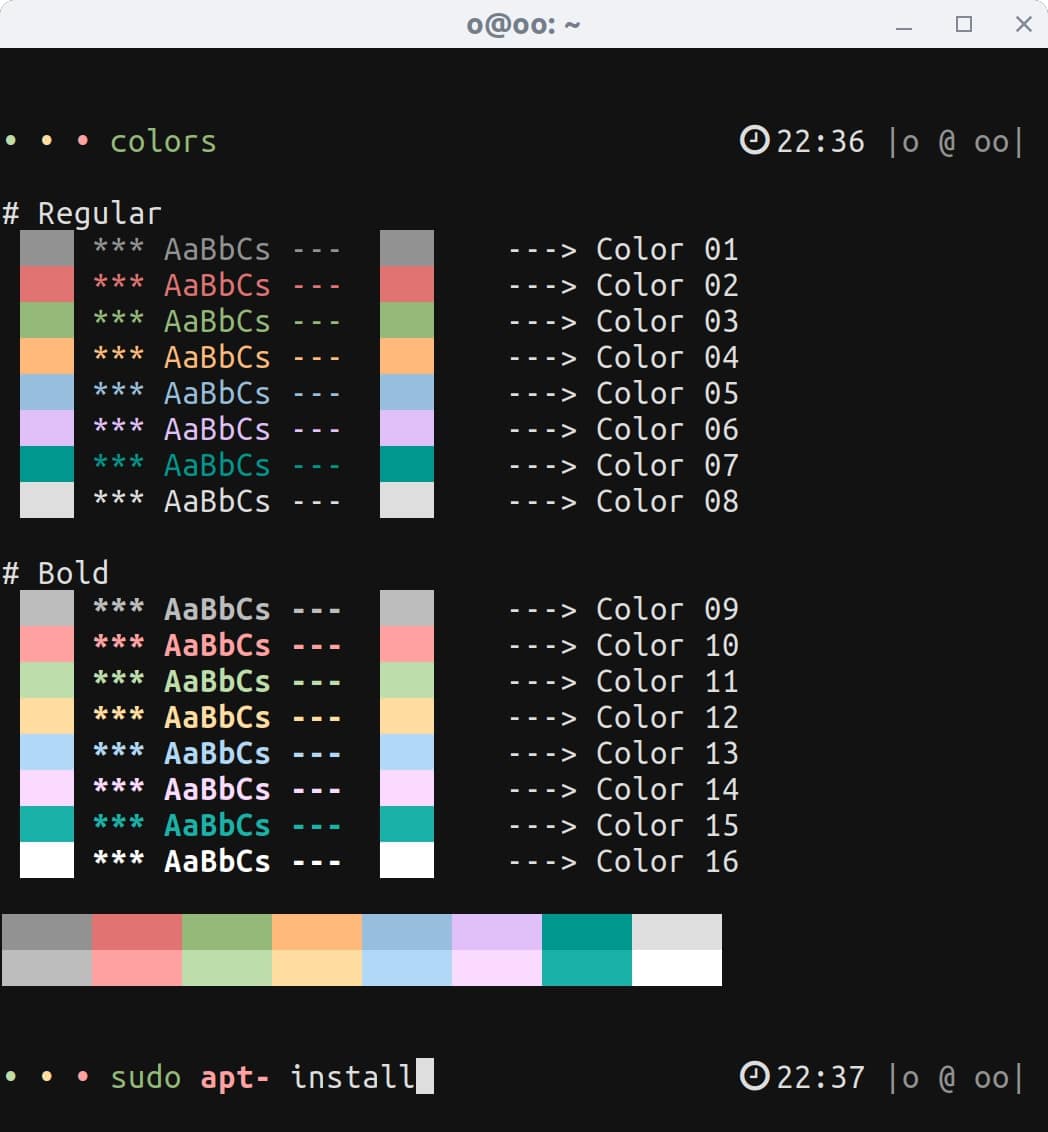 o@oo: ~
• • • colors 22:36 |o @ oo|
# Regular
*** AaBbCs --- ---> Color 01
*** AaBbCs --- ---> Color 02
*** AaBbCs --- ---> Color 03
*** AaBbCs --- ---> Color 04
*** AaBbCs --- ---> Color 05
*** AaBbCs --- ---> Color 06
*** AaBbCs --- ---> Color 07
*** AaBbCs --- ---> Color 08
# Bold
*** AaBbCs --- ---> Color 09
*** AaBbCs --- ---> Color 10
*** AaBbCs --- ---> Color 11
*** AaBbCs --- ---> Color 12
*** AaBbCs --- ---> Color 13
*** AaBbCs --- ---> Color 14
*** AaBbCs --- ---> Color 15
*** AaBbCs --- ---> Color 16
• • • sudo apt- install 22:37 |o @ oo|